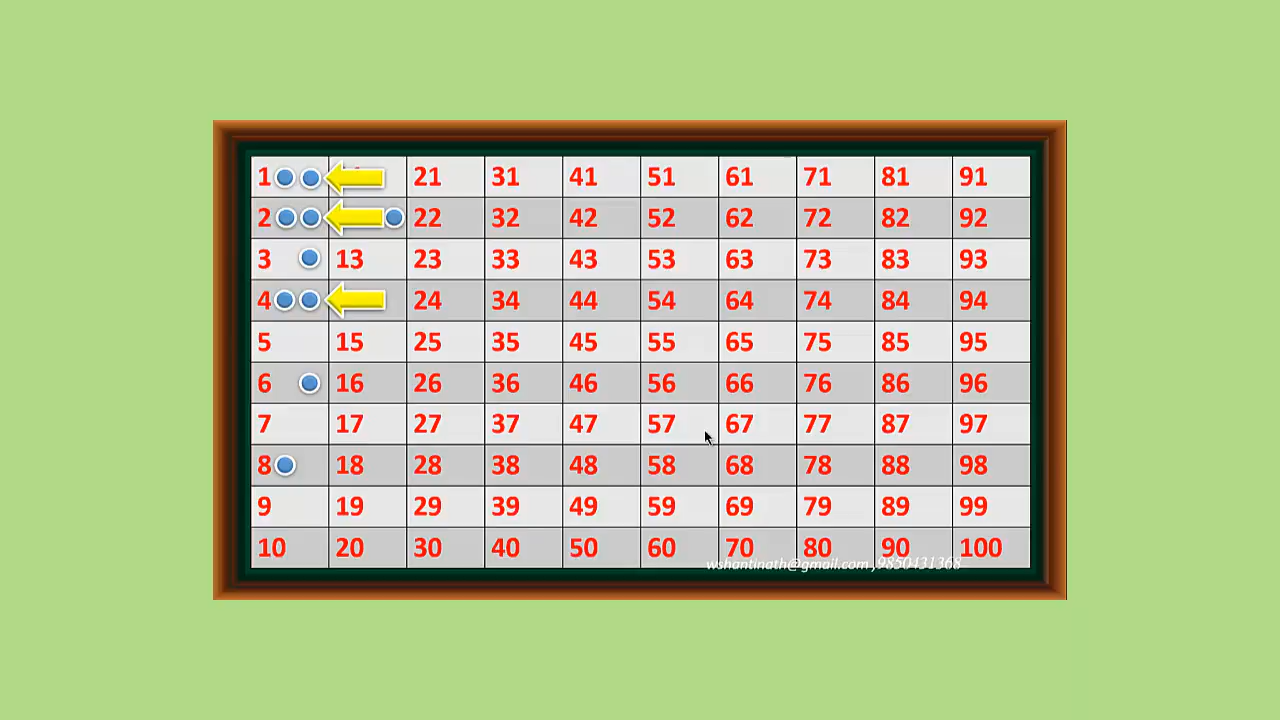 1 21 31 41 51 61 71 81 91
2 22 32 42 52 62 72 82 92
3 13 23 33 43 53 63 73 83 93
4 24 34 44 54 64 74 84 94
5 15 25 35 45 55 65 75 85 95
6 16 26 36 46 56 66 76 86 96
7 17 27 37 47 57 67 77 87 97
8 18 28 38 48 58 68 78 88 98
9 19 29 39 49 59 69 79 89 99
10 20 30 40 50 60 70 80 90 100
wshantinath@gmail.com ,9850431368